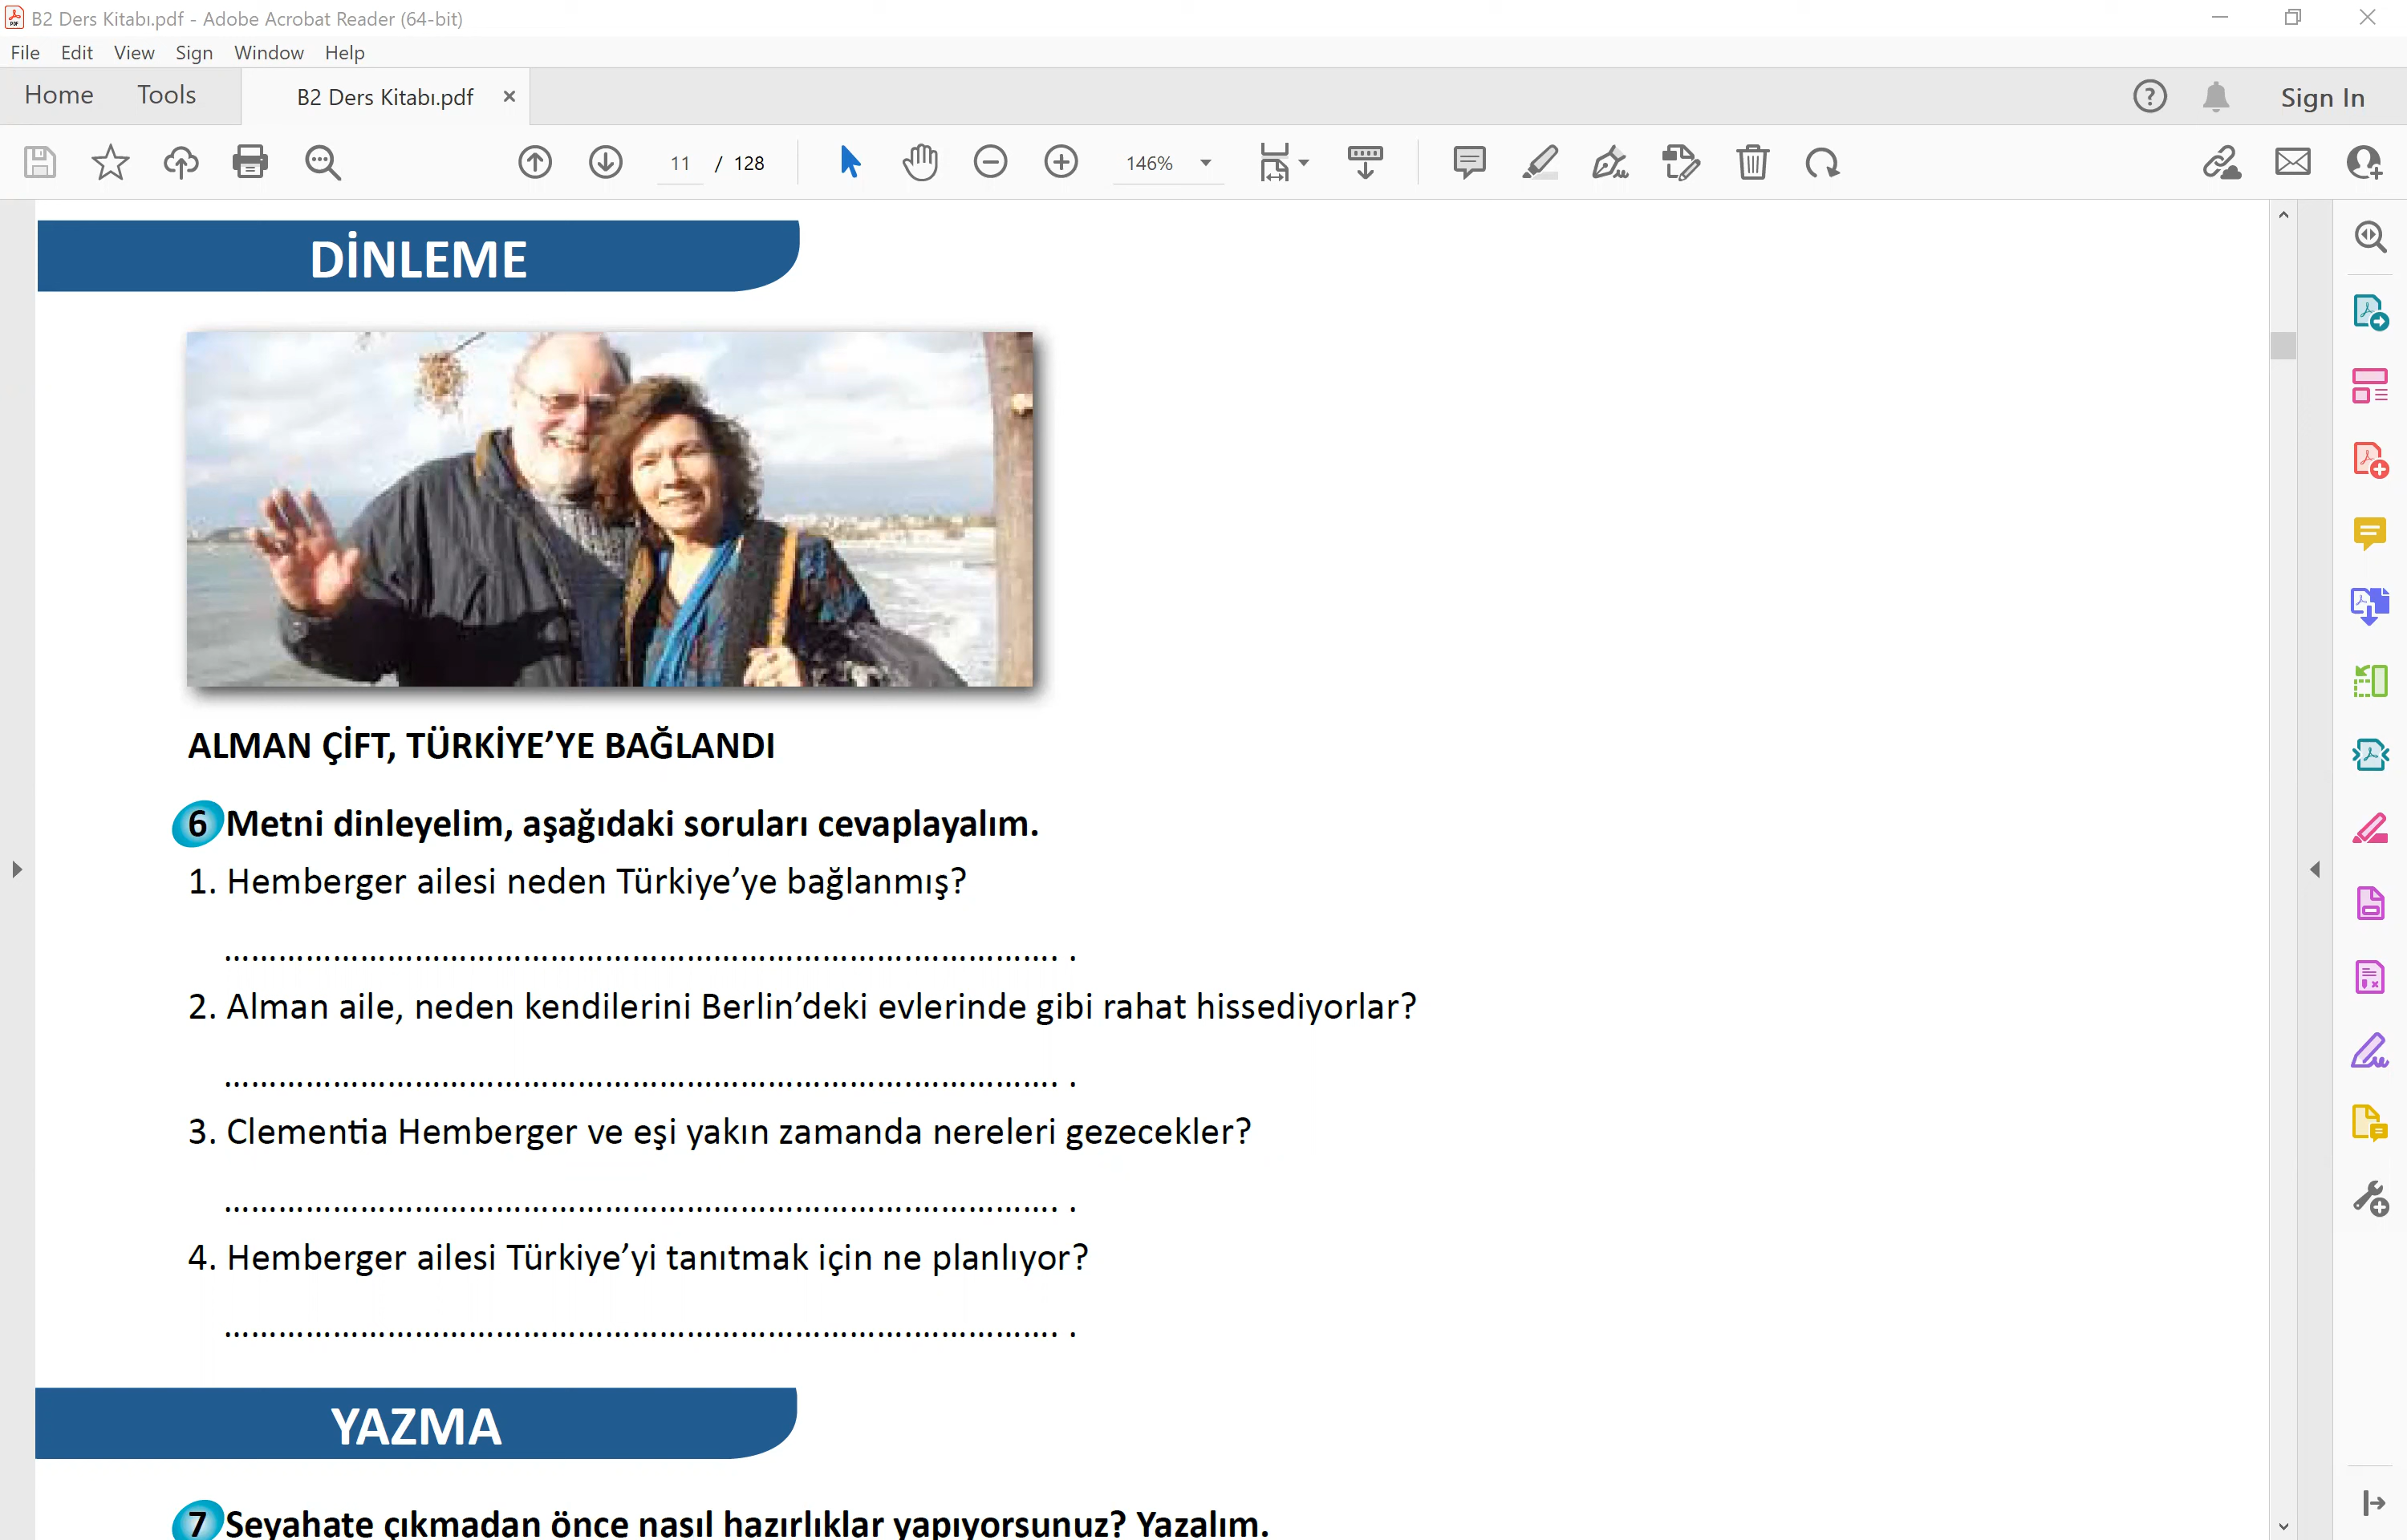 B2 Ders Kitabı.pdf - Adobe Acrobat Reader (64-bit)
File Edit View Sign Window Help
Home Tools B2 Ders Kitabı.pdf Sign In
11 / 128 146%
DİNLEME
ALMAN ÇİFT, TÜRKİYE’YE BAĞLANDI
6 Metni dinleyelim, aşağıdaki soruları cevaplayalım.
1. Hemberger ailesi neden Türkiye’ye bağlanmış?
................................................................................................ .
2. Alman aile, neden kendilerini Berlin’deki evlerinde gibi rahat hissediyorlar?
................................................................................................ .
3. Clementia Hemberger ve eşi yakın zamanda nereleri gezecekler?
................................................................................................ .
4. Hemberger ailesi Türkiye’yi tanıtmak için ne planlıyor?
................................................................................................ .
YAZMA
7 Seyahate çıkmadan önce nasıl hazırlıklar yapıyorsunuz? Yazalım.